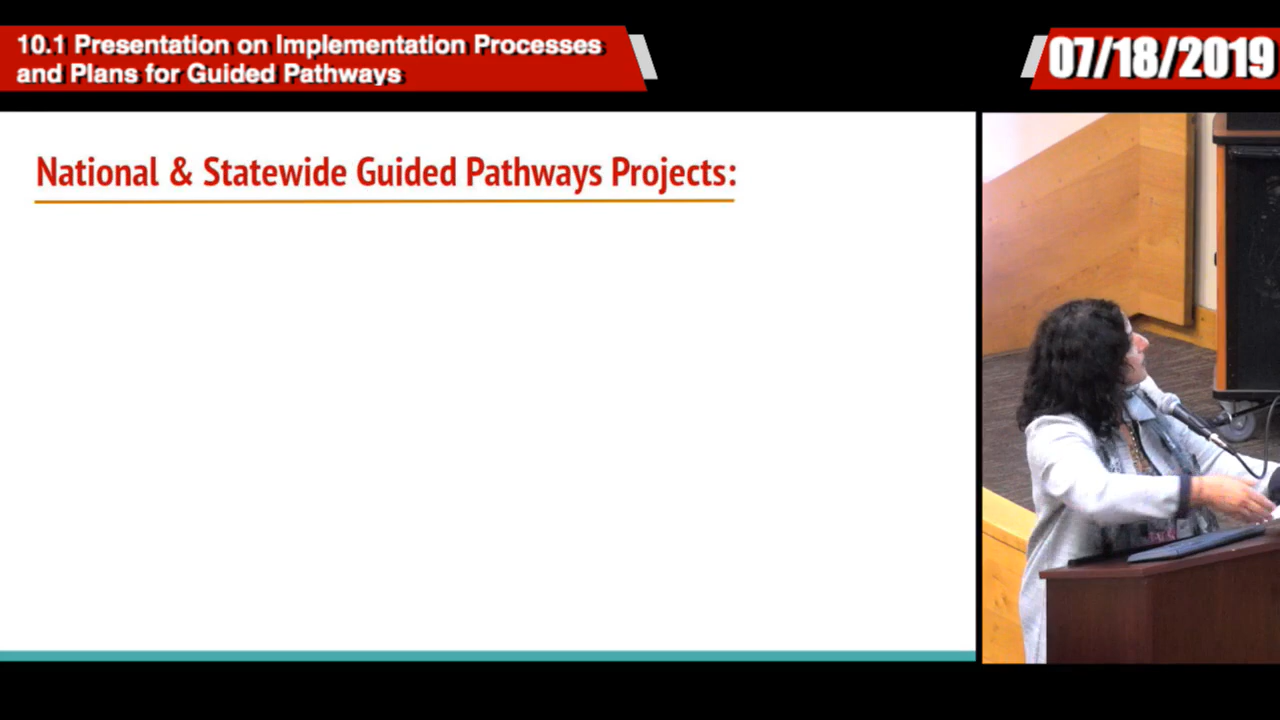 10.1 Presentation on Implementation Processes
and Plans for Guided Pathways
07/18/2019
National & Statewide Guided Pathways Projects: